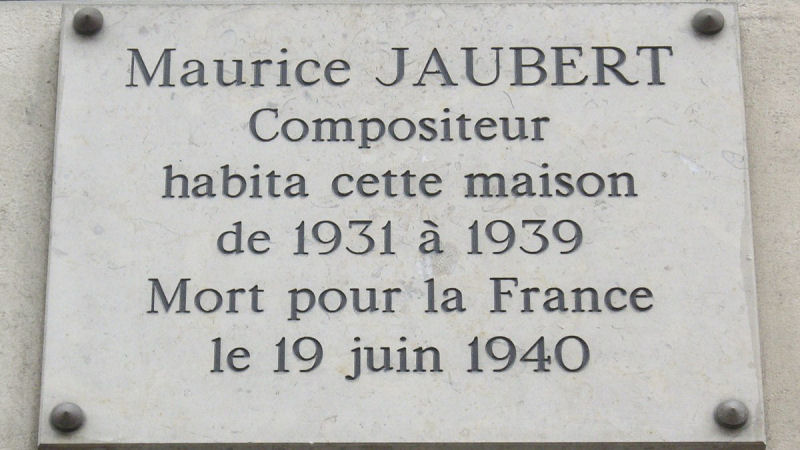 Maurice JAUBERT
Compositeur
habita cette maison
de 1931 à 1939
Mort pour la France
le 19 juin 1940